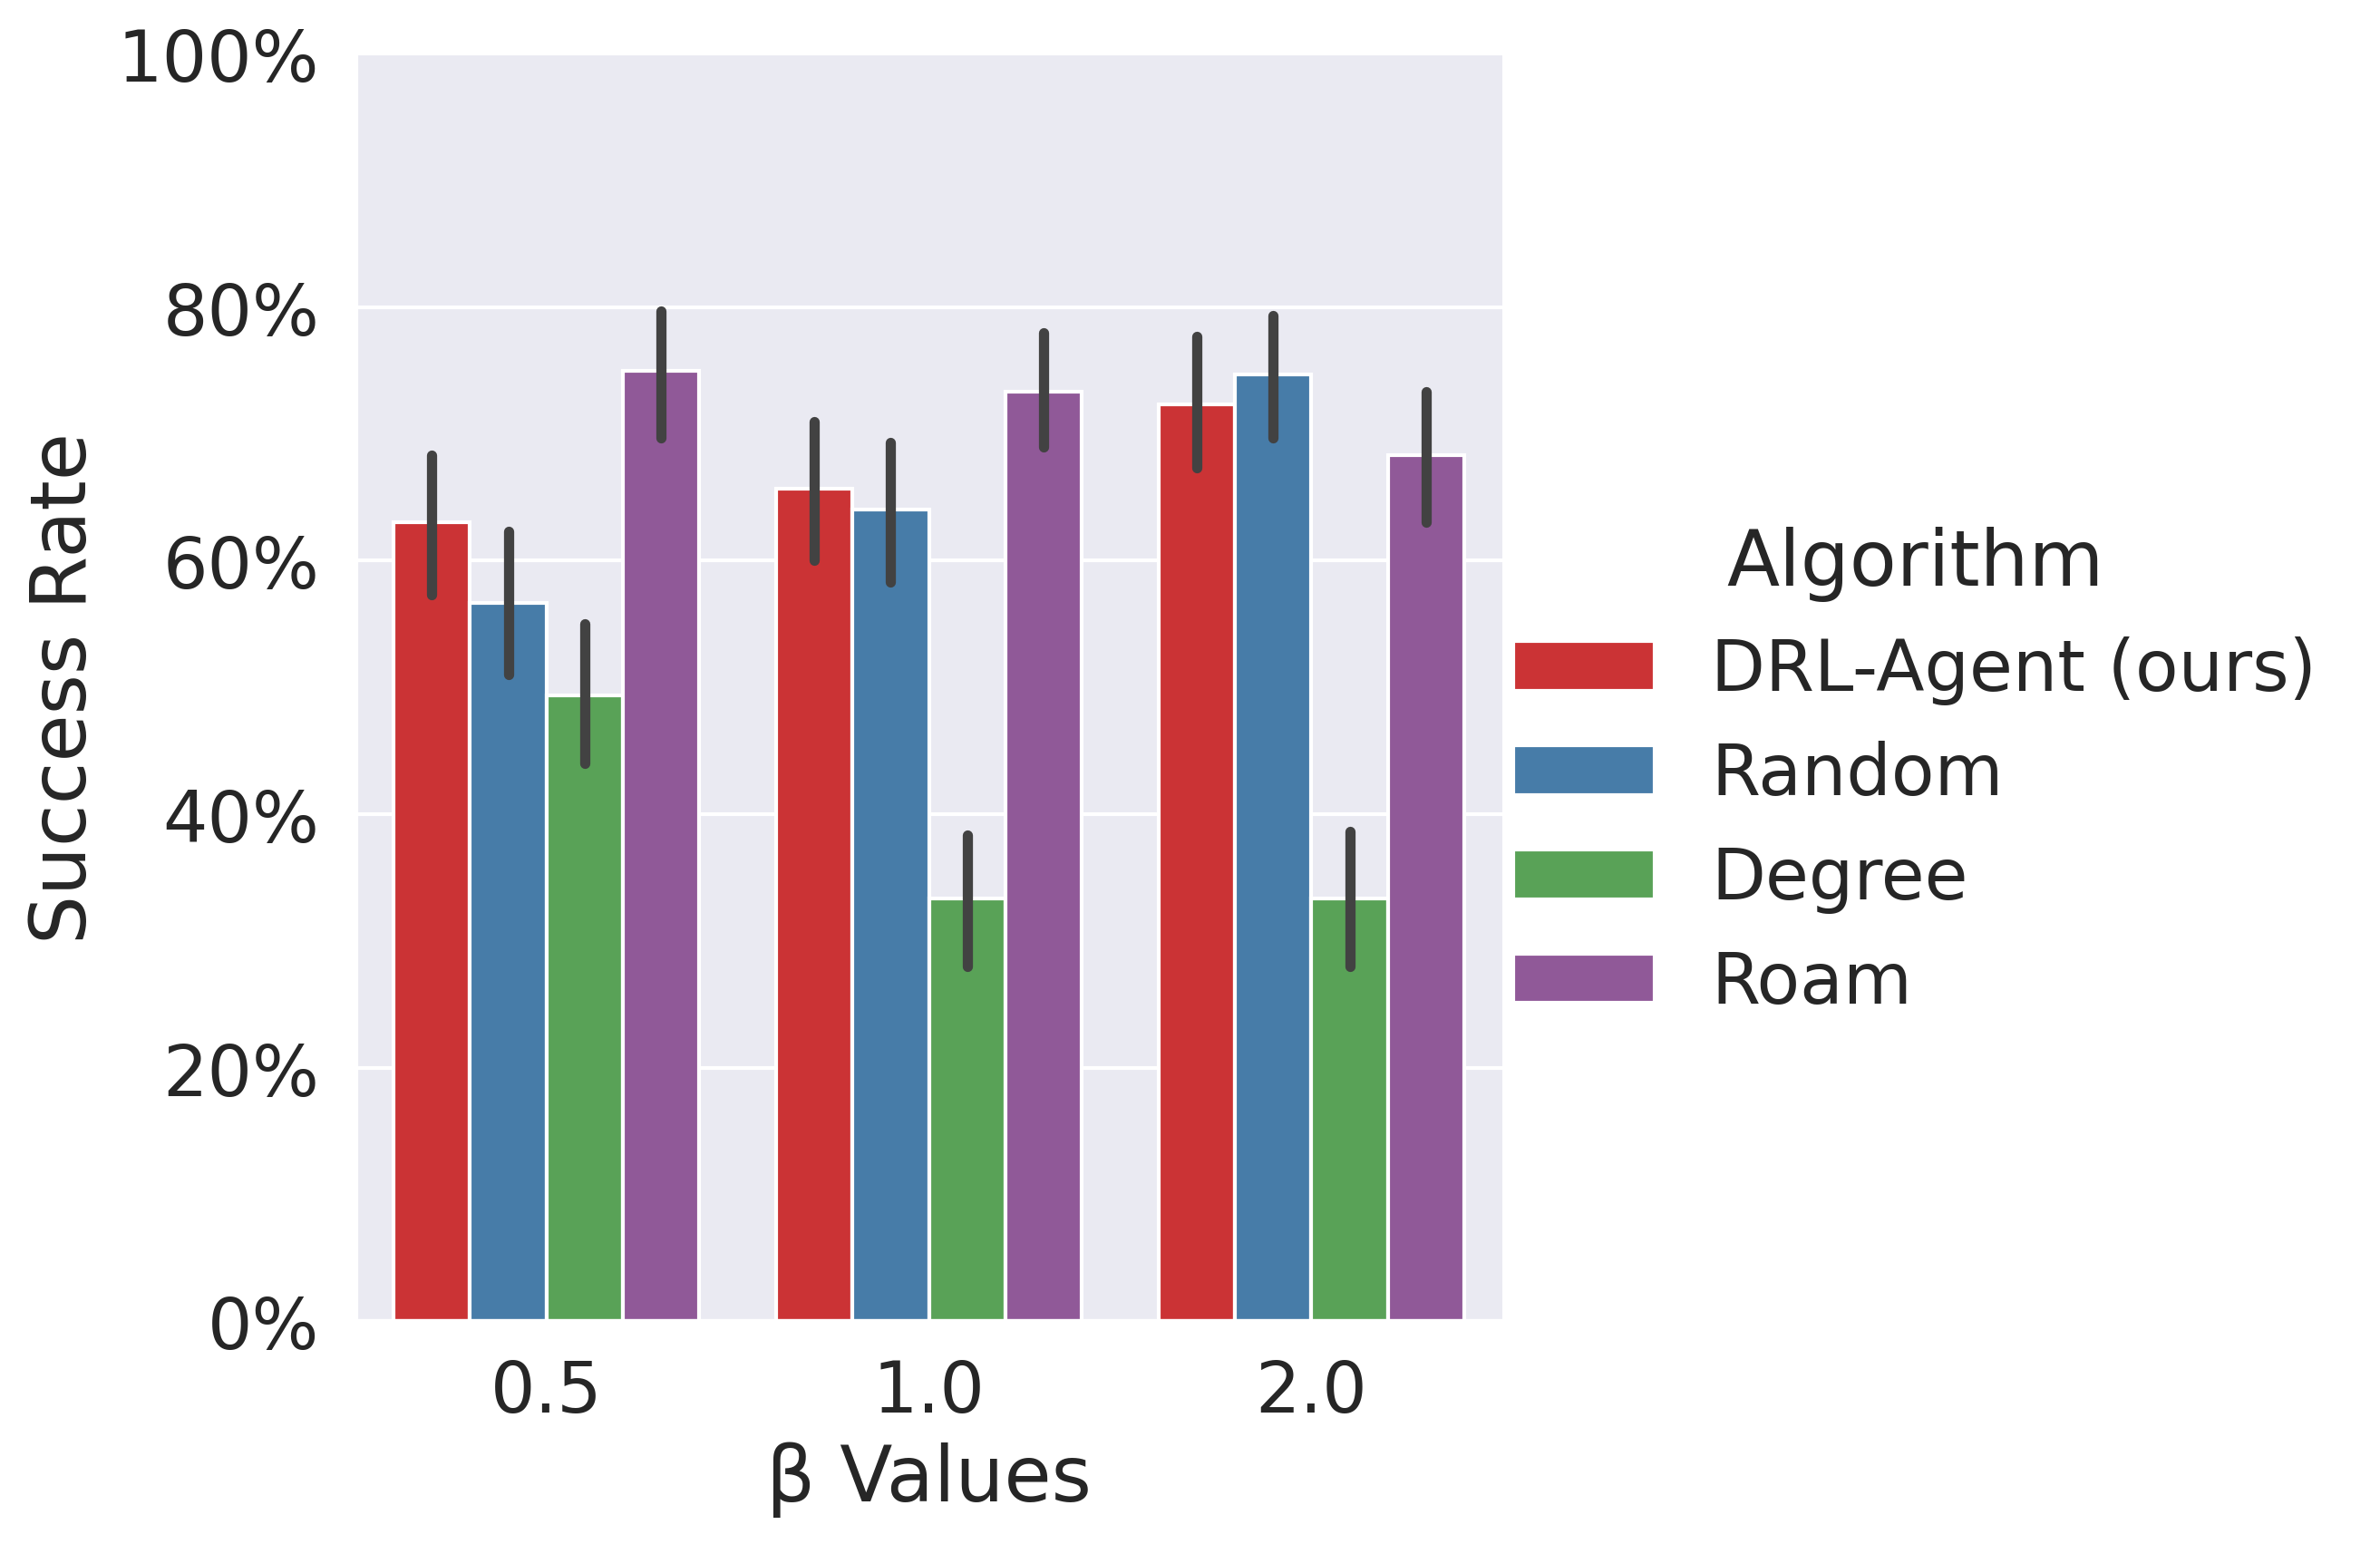 100%
80%
60%
40%
20%
0%
Success Rate
0.5 1.0 2.0
β Values
Algorithm
DRL-Agent (ours)
Random
Degree
Roam